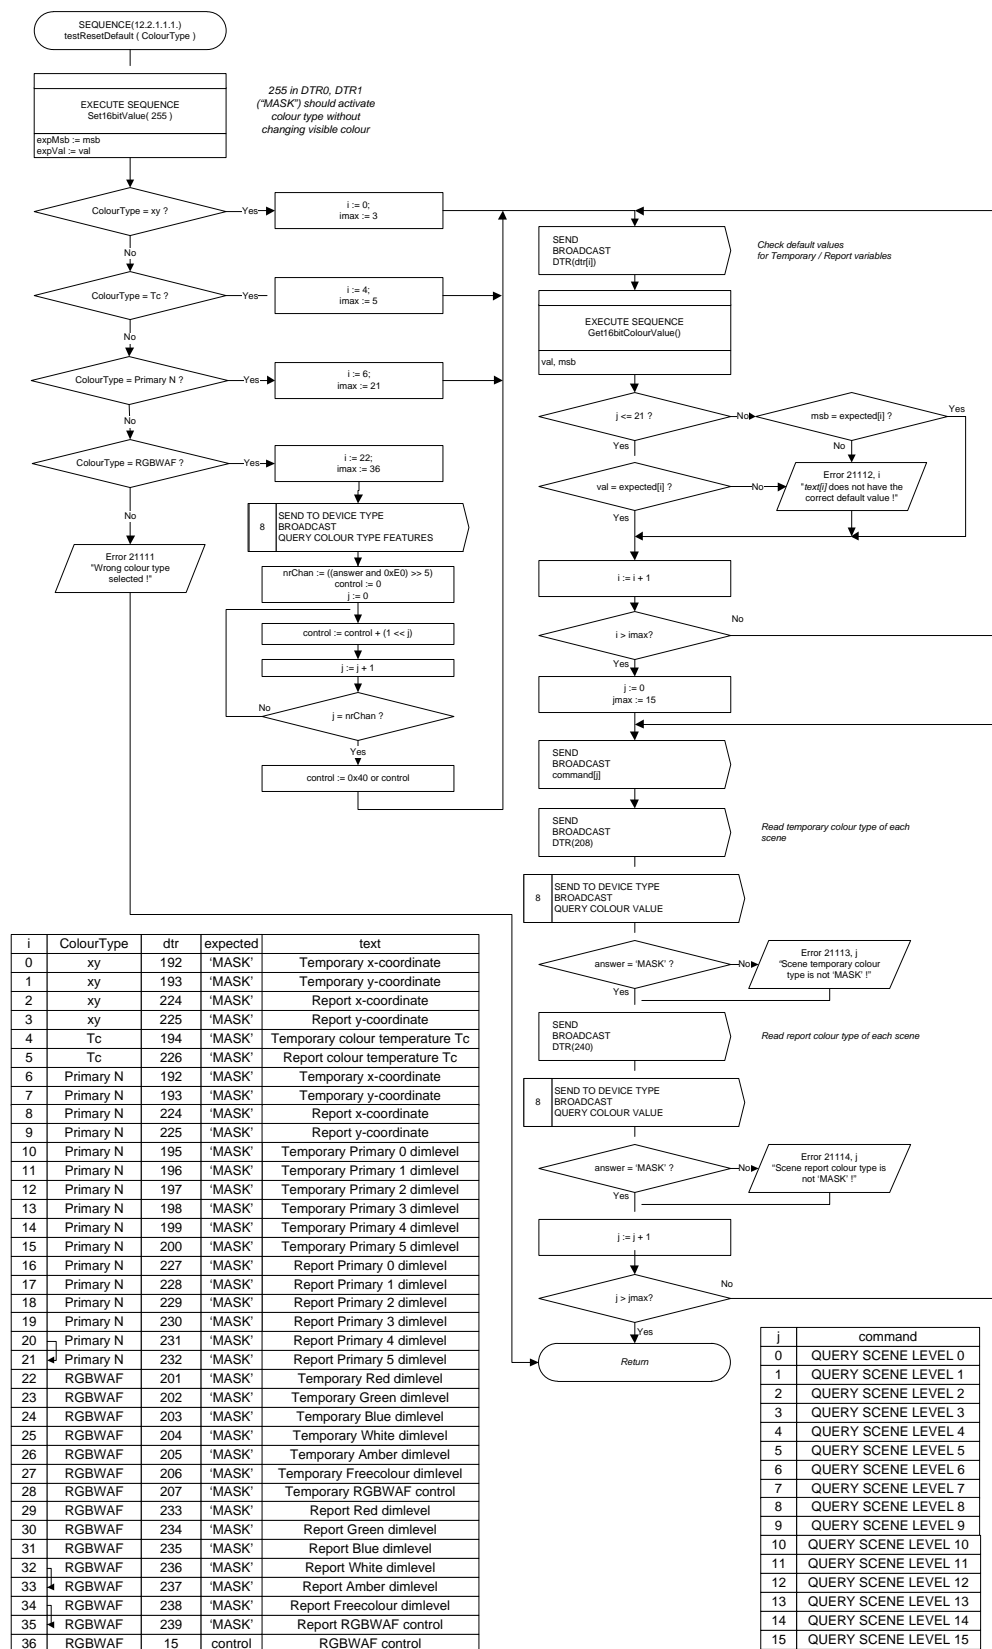 SEQUENCE(12.2.1.1.1.)
testResetDefault ( ColourType )
EXECUTE SEQUENCE
Set16bitValue( 255 )
expMsb := msb
expVal := val
255 in DTR0, DTR1
("MASK") should activate
colour type without
changing visible colour
ColourType = xy ?
Yes
i := 0;
imax := 3
No
ColourType = Tc ?
Yes
i := 4;
imax := 5
No
ColourType = Primary N ?
Yes
i := 6;
imax := 21
No
ColourType = RGBWAF ?
Yes
i := 22;
imax := 36
No
Error 21111
"Wrong colour type
selected !"
8
SEND TO DEVICE TYPE
BROADCAST
QUERY COLOUR TYPE FEATURES
nrChan := ((answer and 0xE0) >> 5)
control := 0
j := 0
control := control + (1 << j)
j := j + 1
No
j = nrChan ?
Yes
control := 0x40 or control
SEND
BROADCAST
DTR(dtr[i])
Check default values
for Temporary / Report variables
EXECUTE SEQUENCE
Get16bitColourValue()
val, msb
j <= 21 ?
No
msb = expected[i] ?
Yes
Yes
No
val = expected[i] ?
No
Error 21112, i
"text[i] does not have the
correct default value !"
Yes
i := i + 1
i > imax?
No
Yes
j := 0
jmax := 15
SEND
BROADCAST
command[j]
SEND
BROADCAST
DTR(208)
Read temporary colour type of each
scene
8
SEND TO DEVICE TYPE
BROADCAST
QUERY COLOUR VALUE
answer = 'MASK' ?
No
Error 21113, j
"Scene temporary colour
type is not 'MASK' !"
Yes
SEND
BROADCAST
DTR(240)
Read report colour type of each scene
8
SEND TO DEVICE TYPE
BROADCAST
QUERY COLOUR VALUE
answer = 'MASK' ?
No
Error 21114, j
"Scene report colour type is
not 'MASK' !"
Yes
j := j + 1
j > jmax?
No
Yes
Return
i ColourType dtr expected text
0 xy 192 'MASK' Temporary x-coordinate
1 xy 193 'MASK' Temporary y-coordinate
2 xy 224 'MASK' Report x-coordinate
3 xy 225 'MASK' Report y-coordinate
4 Tc 194 'MASK' Temporary colour temperature Tc
5 Tc 226 'MASK' Report colour temperature Tc
6 Primary N 192 'MASK' Temporary x-coordinate
7 Primary N 193 'MASK' Temporary y-coordinate
8 Primary N 224 'MASK' Report x-coordinate
9 Primary N 225 'MASK' Report y-coordinate
10 Primary N 195 'MASK' Temporary Primary 0 dimlevel
11 Primary N 196 'MASK' Temporary Primary 1 dimlevel
12 Primary N 197 'MASK' Temporary Primary 2 dimlevel
13 Primary N 198 'MASK' Temporary Primary 3 dimlevel
14 Primary N 199 'MASK' Temporary Primary 4 dimlevel
15 Primary N 200 'MASK' Temporary Primary 5 dimlevel
16 Primary N 227 'MASK' Report Primary 0 dimlevel
17 Primary N 228 'MASK' Report Primary 1 dimlevel
18 Primary N 229 'MASK' Report Primary 2 dimlevel
19 Primary N 230 'MASK' Report Primary 3 dimlevel
20 Primary N 231 'MASK' Report Primary 4 dimlevel
21 Primary N 232 'MASK' Report Primary 5 dimlevel
22 RGBWAF 201 'MASK' Temporary Red dimlevel
23 RGBWAF 202 'MASK' Temporary Green dimlevel
24 RGBWAF 203 'MASK' Temporary Blue dimlevel
25 RGBWAF 204 'MASK' Temporary White dimlevel
26 RGBWAF 205 'MASK' Temporary Amber dimlevel
27 RGBWAF 206 'MASK' Temporary Freecolour dimlevel
28 RGBWAF 207 'MASK' Temporary RGBWAF control
29 RGBWAF 233 'MASK' Report Red dimlevel
30 RGBWAF 234 'MASK' Report Green dimlevel
31 RGBWAF 235 'MASK' Report Blue dimlevel
32 RGBWAF 236 'MASK' Report White dimlevel
33 RGBWAF 237 'MASK' Report Amber dimlevel
34 RGBWAF 238 'MASK' Report Freecolour dimlevel
35 RGBWAF 239 'MASK' Report RGBWAF control
36 RGBWAF 15 control RGBWAF control
j command
0 QUERY SCENE LEVEL 0
1 QUERY SCENE LEVEL 1
2 QUERY SCENE LEVEL 2
3 QUERY SCENE LEVEL 3
4 QUERY SCENE LEVEL 4
5 QUERY SCENE LEVEL 5
6 QUERY SCENE LEVEL 6
7 QUERY SCENE LEVEL 7
8 QUERY SCENE LEVEL 8
9 QUERY SCENE LEVEL 9
10 QUERY SCENE LEVEL 10
11 QUERY SCENE LEVEL 11
12 QUERY SCENE LEVEL 12
13 QUERY SCENE LEVEL 13
14 QUERY SCENE LEVEL 14
15 QUERY SCENE LEVEL 15